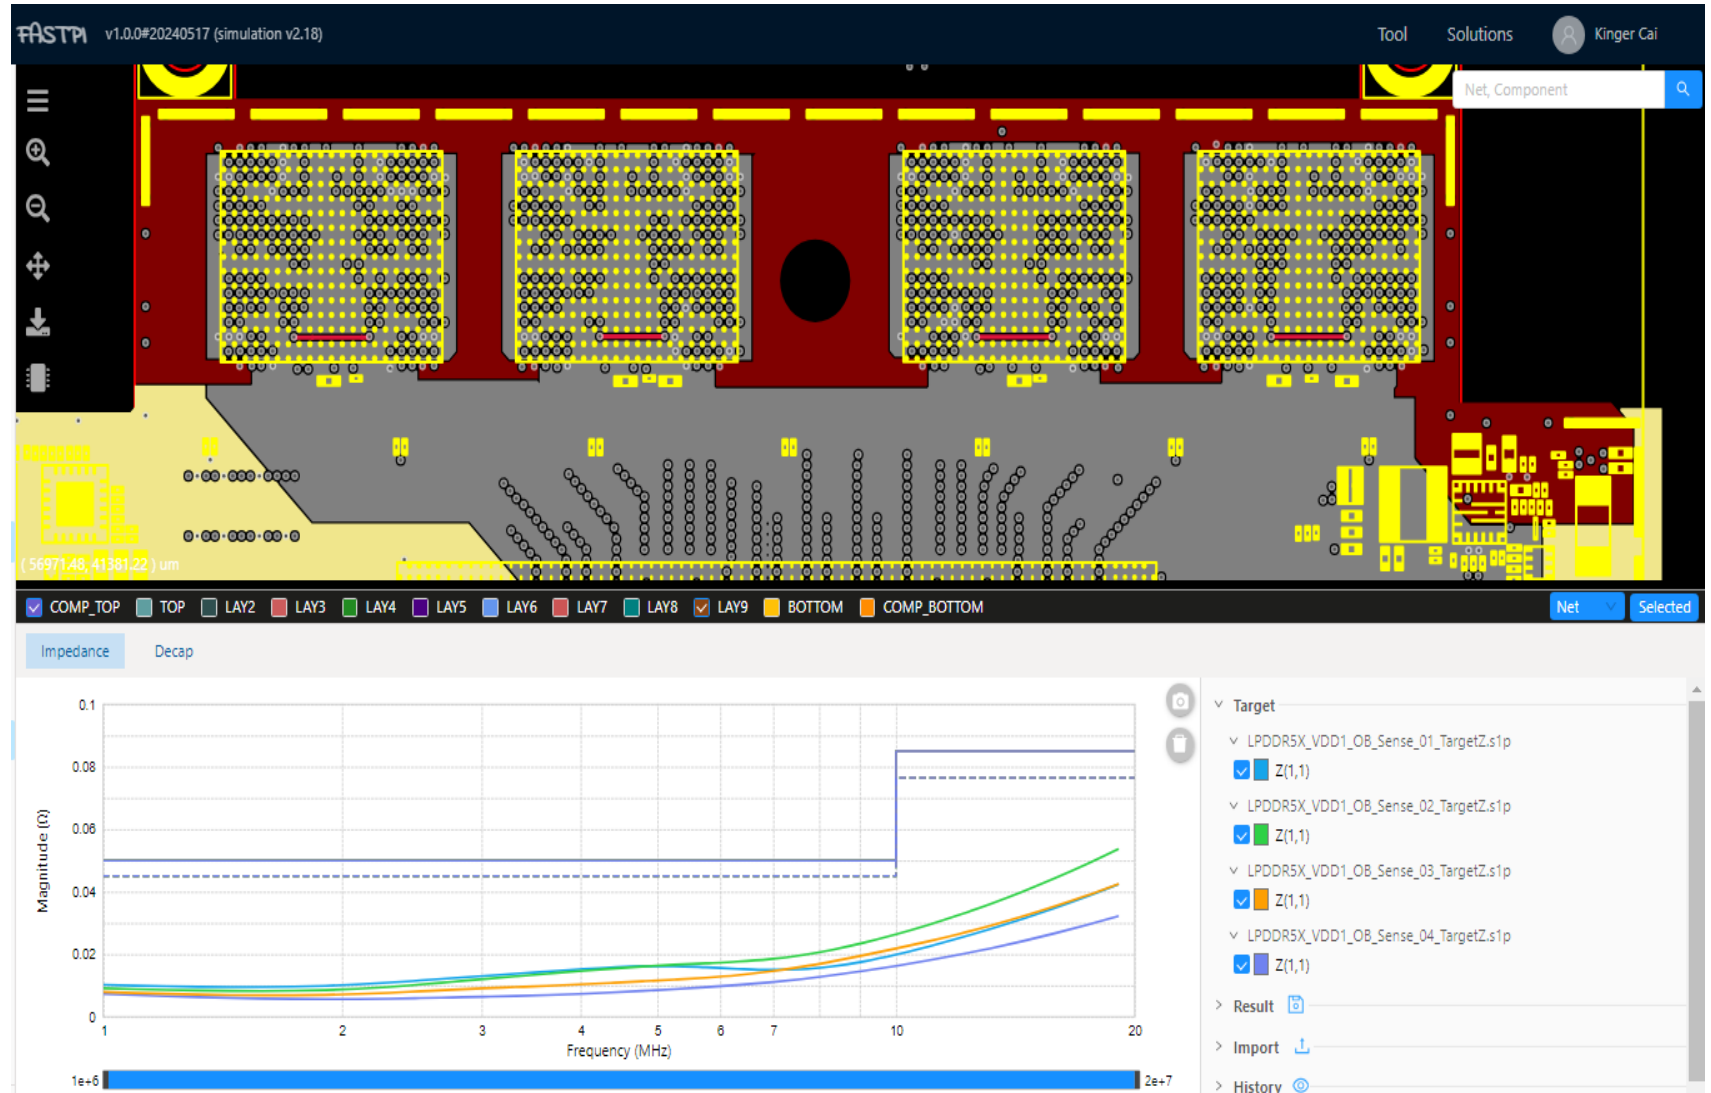 FASTPI v1.0.0#20240517 (simulation v2.18) Tool Solutions Kinger Cai
Net, Component
( 56971.48, 41381.22 ) um
COMP_TOP TOP LAY2 LAY3 LAY4 LAY5 LAY6 LAY7 LAY8 LAY9 BOTTOM COMP_BOTTOM Net Selected
Impedance Decap
0.1
0.08
0.06
0.04
0.02
0
Magnitude (Ω)
1 2 3 4 5 6 7 10 20
Frequency (MHz)
1e+6 2e+7
Target
LPDDR5X_VDD1_OB_Sense_01_TargetZ.s1p
Z(1,1)
LPDDR5X_VDD1_OB_Sense_02_TargetZ.s1p
Z(1,1)
LPDDR5X_VDD1_OB_Sense_03_TargetZ.s1p
Z(1,1)
LPDDR5X_VDD1_OB_Sense_04_TargetZ.s1p
Z(1,1)
Result
Import
History